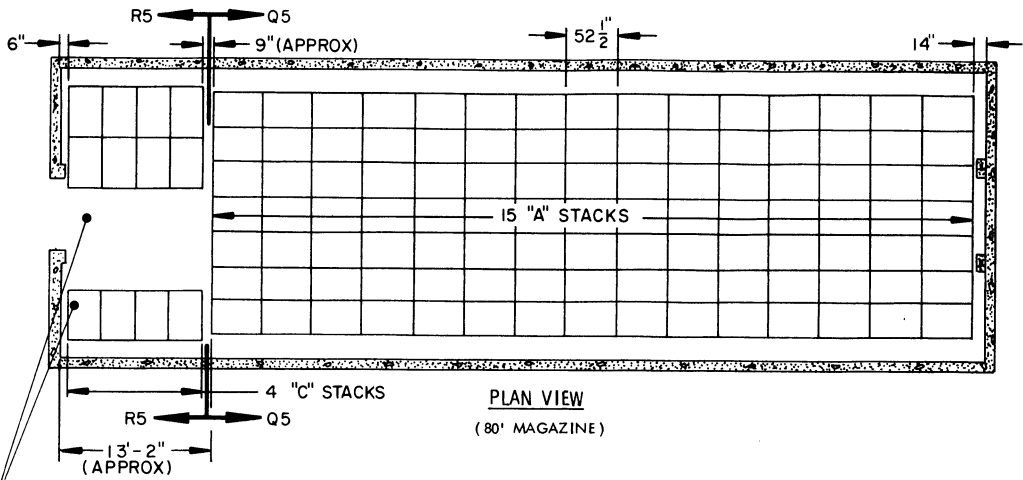 R5 Q5
6" 9" (APPROX) 52 1/2" 14"
15 "A" STACKS
4 "C" STACKS
R5 Q5
13'-2"
(APPROX)
PLAN VIEW
(80' MAGAZINE)